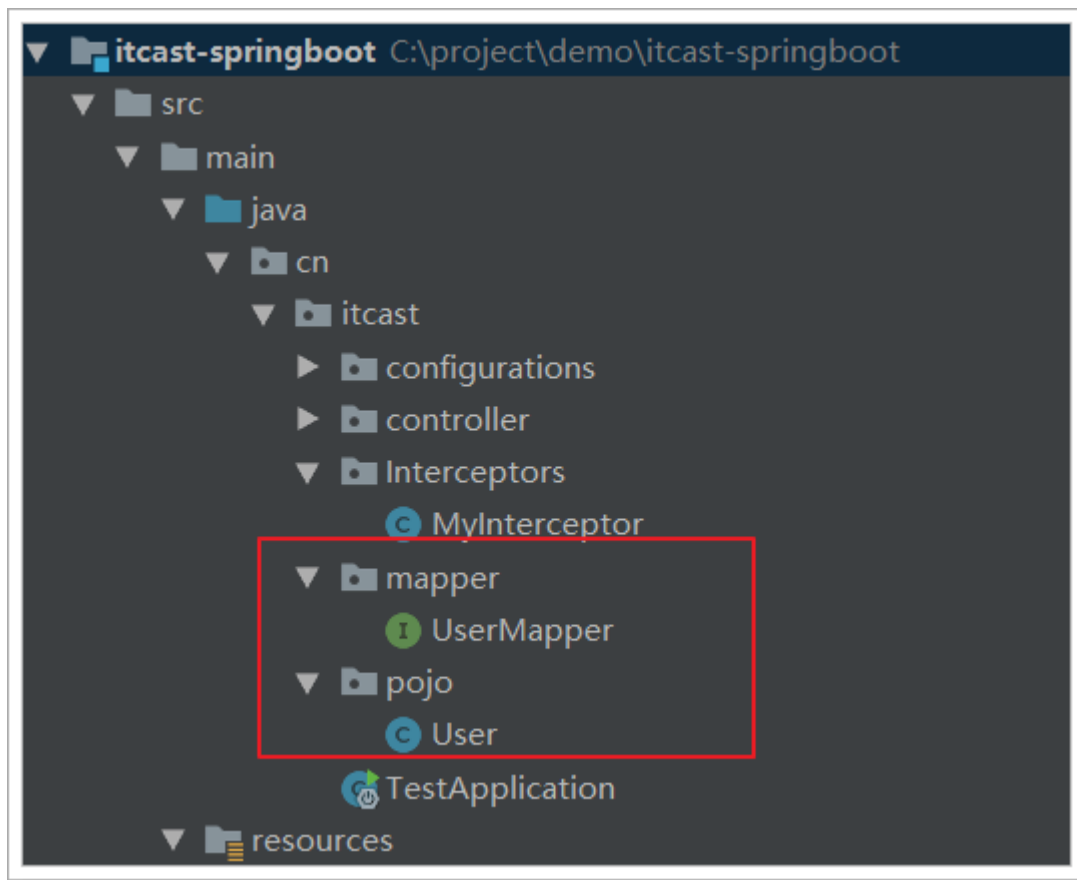 itcast-springboot C:\project\demo\itcast-springboot
src
main
java
cn
itcast
configurations
controller
Interceptors
MyInterceptor
mapper
UserMapper
pojo
User
TestApplication
resources